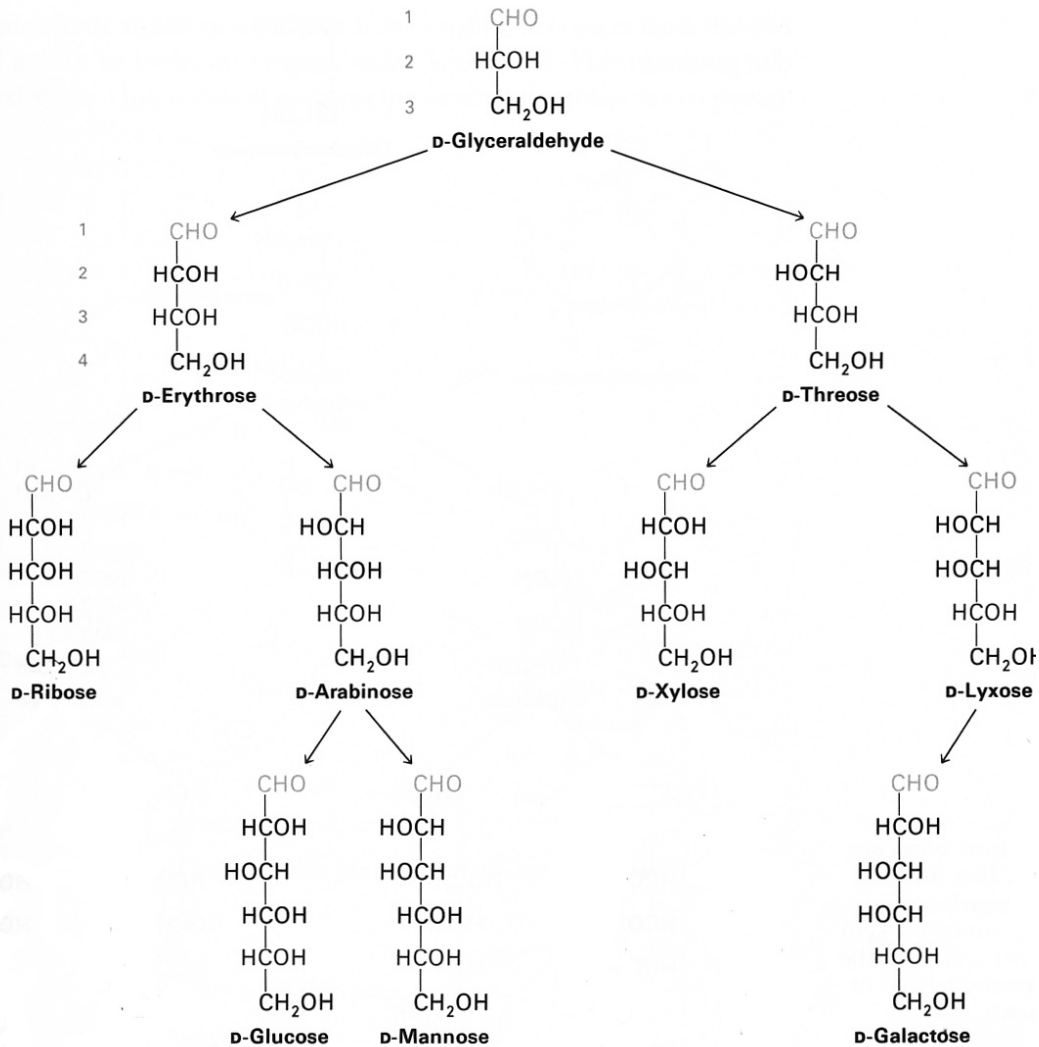 1 CHO
2 HCOH
3 CH₂OH
D-Glyceraldehyde
1 CHO
2 HCOH
3 HCOH
4 CH₂OH
D-Erythrose
CHO
HOCH
HCOH
CH₂OH
D-Threose
CHO
HCOH
HCOH
HCOH
CH₂OH
D-Ribose
CHO
HOCH
HCOH
HCOH
CH₂OH
D-Arabinose
CHO
HCOH
HOCH
HCOH
CH₂OH
D-Xylose
CHO
HOCH
HOCH
HCOH
CH₂OH
D-Lyxose
CHO
HCOH
HOCH
HCOH
HCOH
CH₂OH
D-Glucose
CHO
HOCH
HOCH
HCOH
HCOH
CH₂OH
D-Mannose
CHO
HCOH
HOCH
HOCH
HCOH
CH₂OH
D-Galactose